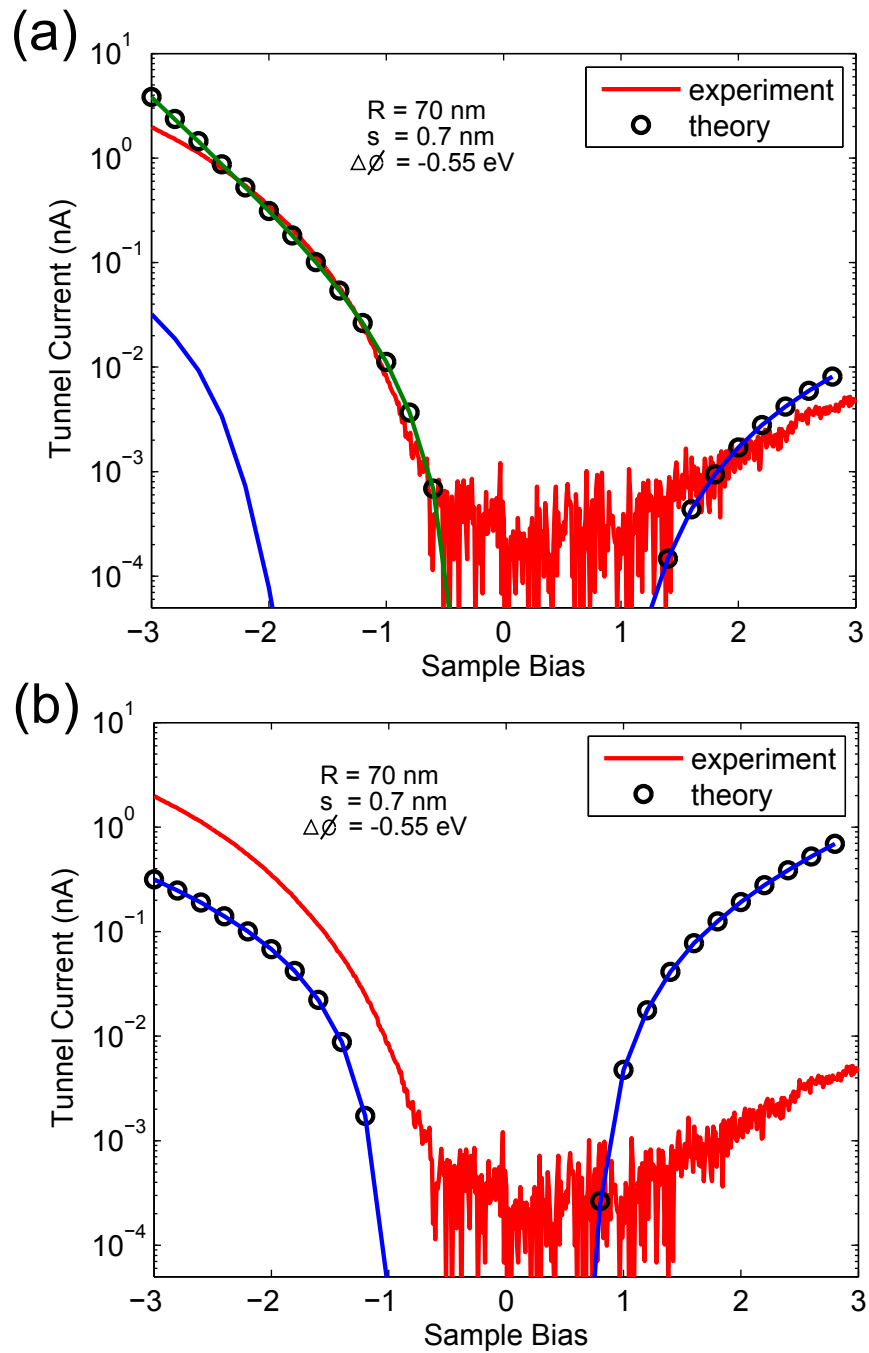 (a)
10^1
10^0
10^−1
10^−2
10^−3
10^−4
Tunnel Current (nA)
R = 70 nm
s = 0.7 nm
△ø = -0.55 eV
experiment
theory
−3 −2 −1 0 1 2 3
Sample Bias
(b)
10^1
10^0
10^−1
10^−2
10^−3
10^−4
Tunnel Current (nA)
R = 70 nm
s = 0.7 nm
△ø = -0.55 eV
experiment
theory
−3 −2 −1 0 1 2 3
Sample Bias